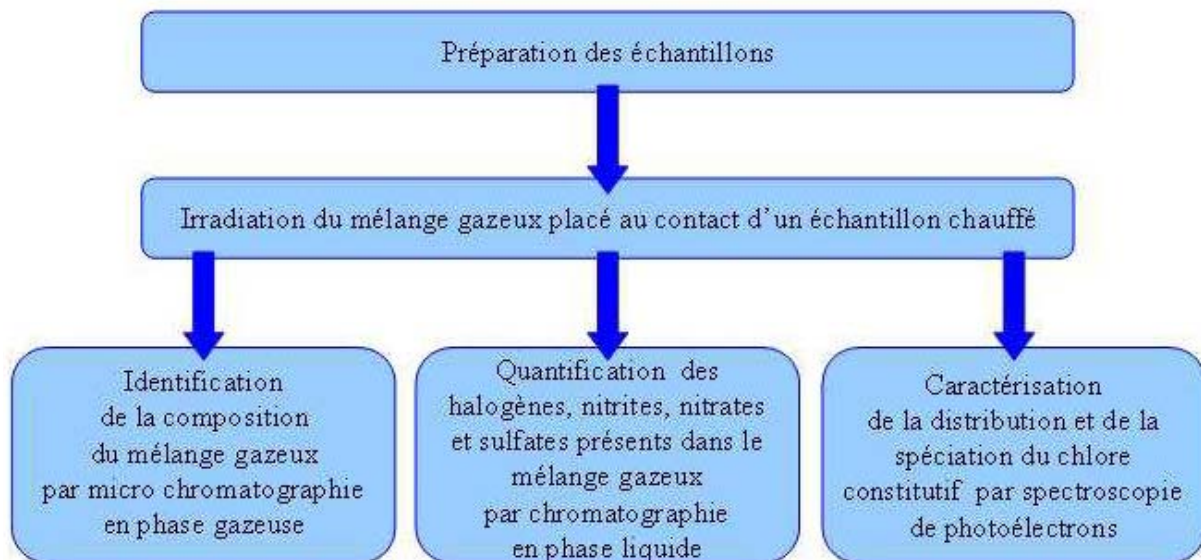 Préparation des échantillons
Irradiation du mélange gazeux placé au contact d'un échantillon chauffé
Identification
de la composition
du mélange gazeux
par micro chromatographie
en phase gazeuse
Quantification des
halogènes, nitrites, nitrates
et sulfates présents dans le
mélange gazeux
par chromatographie
en phase liquide
Caractérisation
de la distribution et de la
spéciation du chlore
constitutif par spectroscopie
de photoélectrons